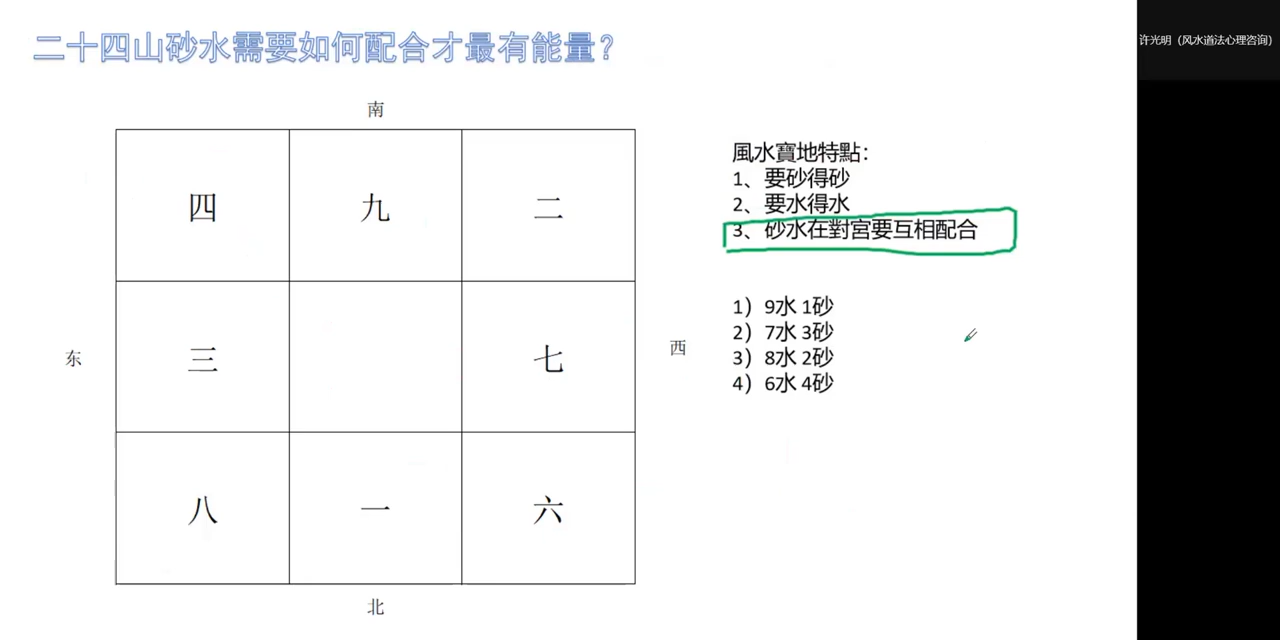 二十四山砂水需要如何配合才最有能量？
许光明（风水道法心理咨询）
南
四 九 二
东 三 七 西
八 一 六
北
風水寶地特點：
1、要砂得砂
2、要水得水
3、砂水在對宮要互相配合
1）9水 1砂
2）7水 3砂
3）8水 2砂
4）6水 4砂